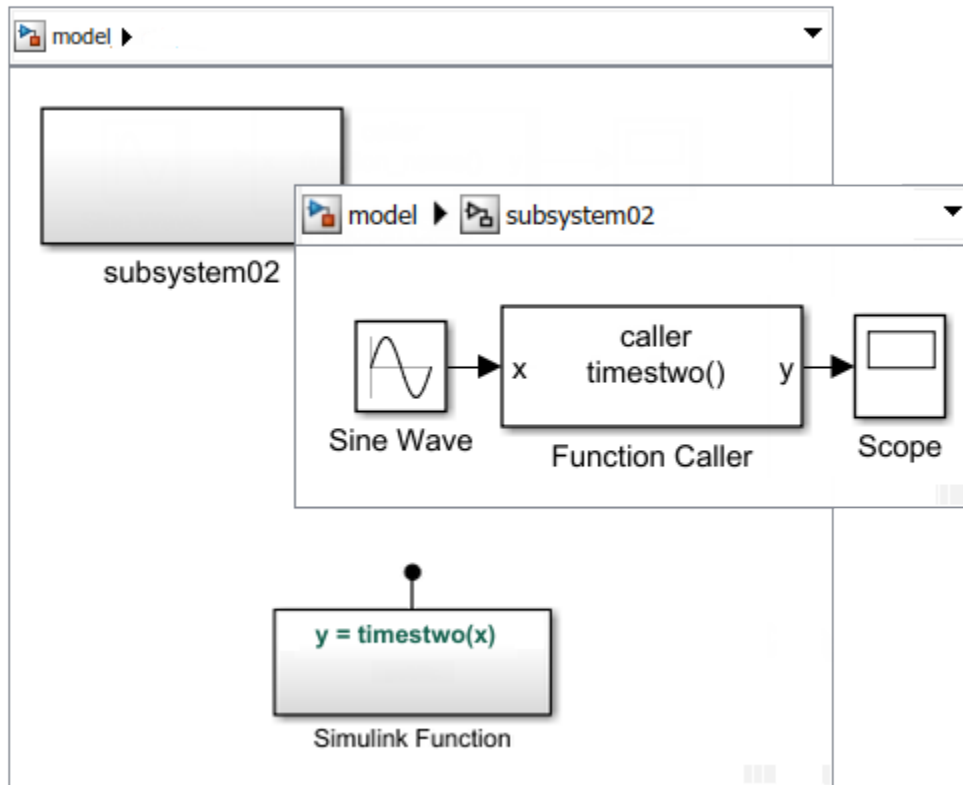 model
subsystem02
model subsystem02
caller
x timestwo() y
Sine Wave
Function Caller
Scope
y = timestwo(x)
Simulink Function